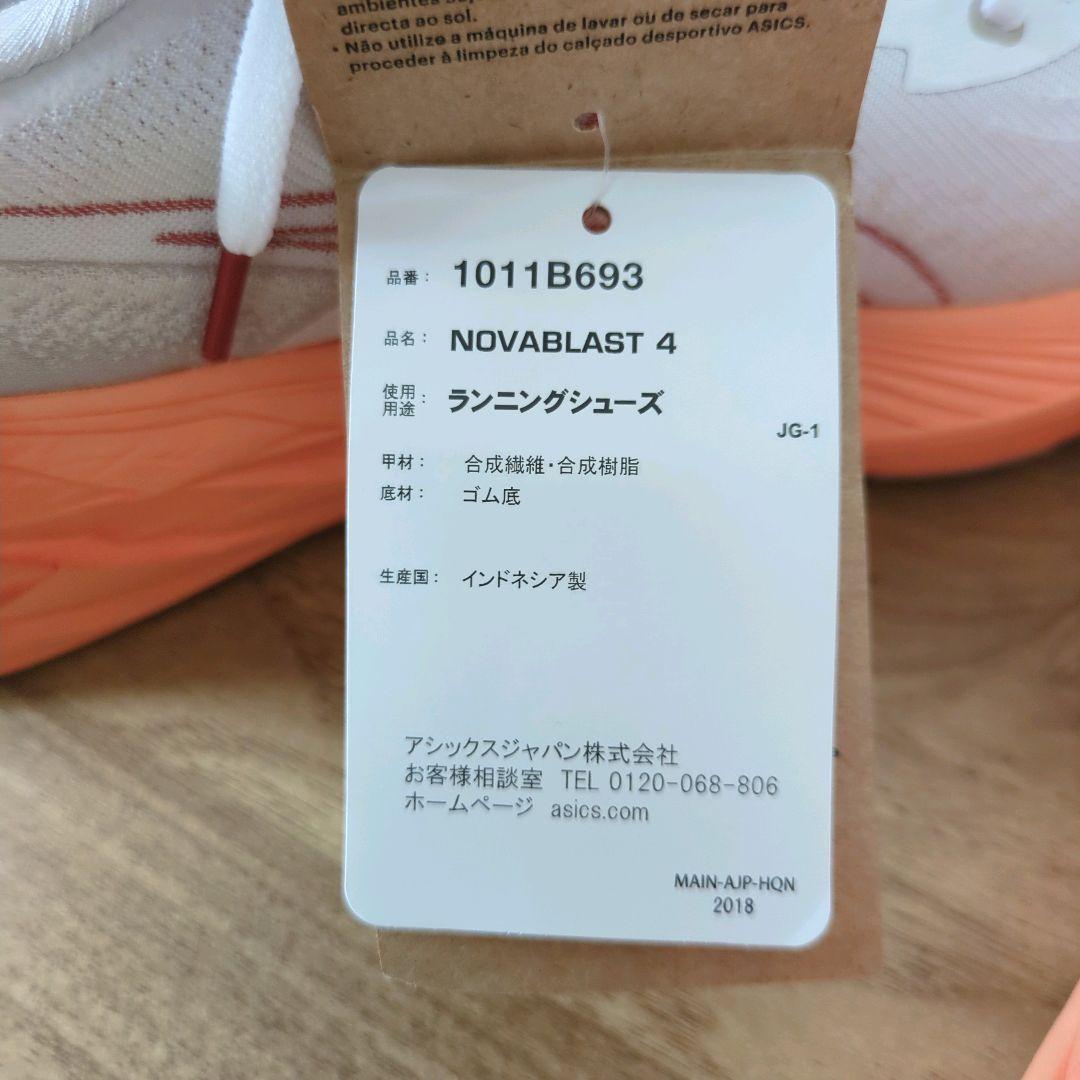 directa ao sol.
• Não utilize a máquina de lavar ou de secar para
proceder à limpeza do calçado desportivo ASICS.
品番： 1011B693
品名： NOVABLAST 4
使用用途： ランニングシューズ
JG-1
甲材： 合成繊維・合成樹脂
底材： ゴム底
生産国： インドネシア製
アシックスジャパン株式会社
お客様相談室 TEL 0120-068-806
ホームページ asics.com
MAIN-AJP-HQN
2018